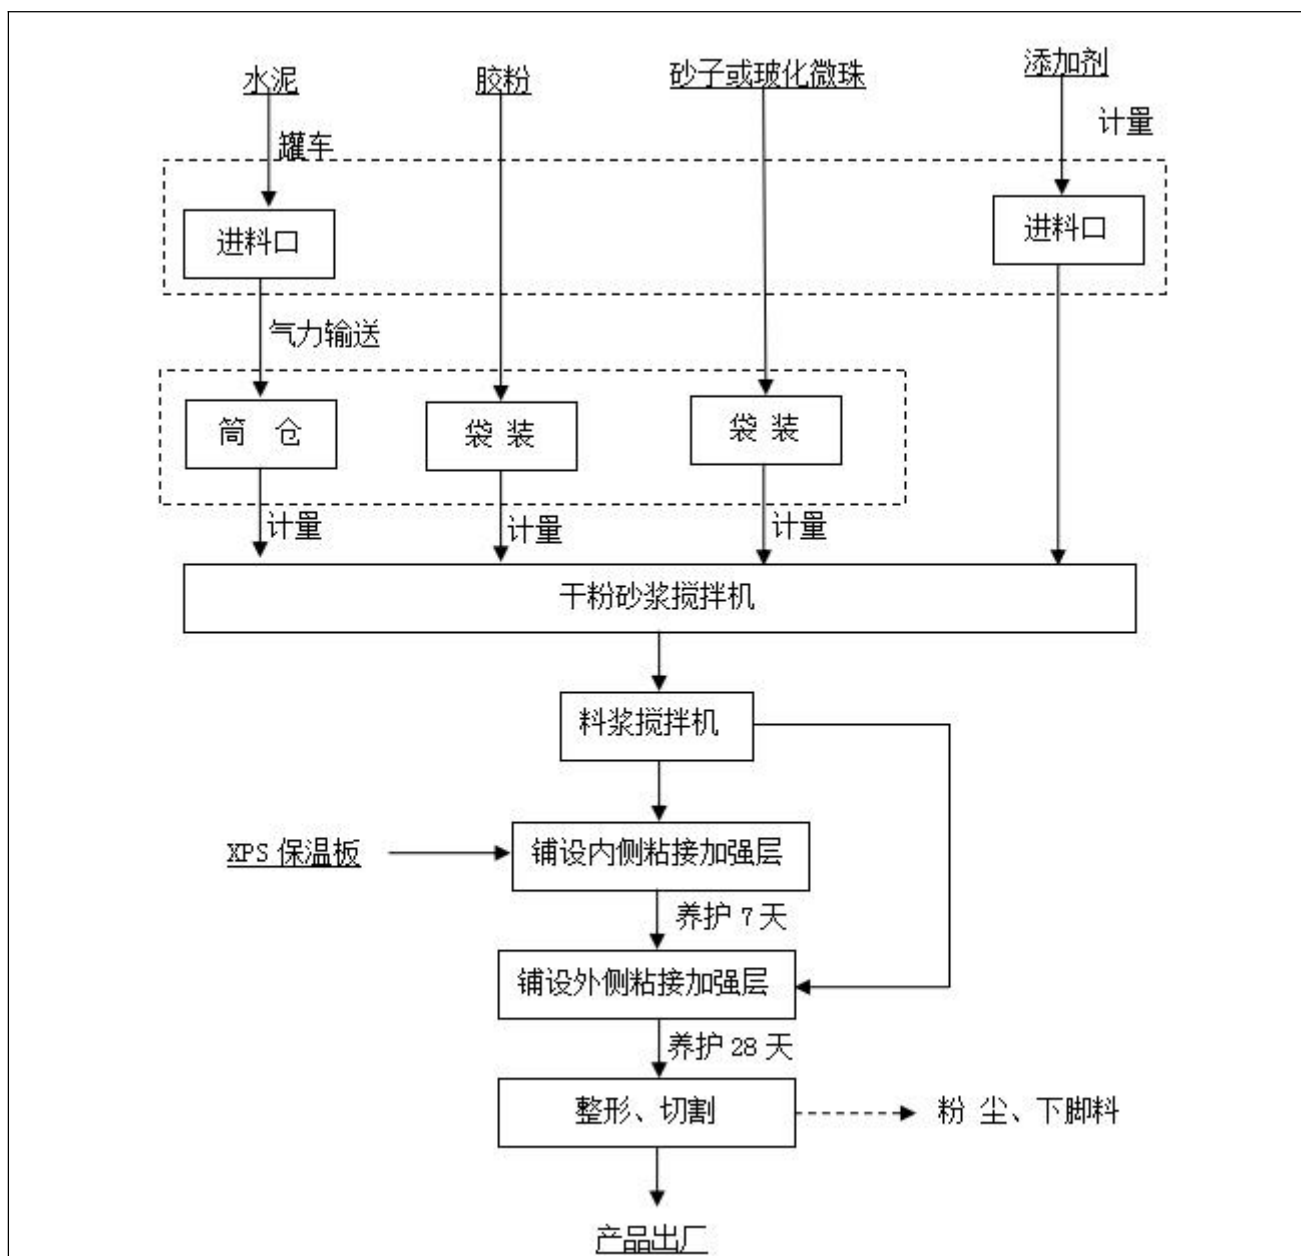 水泥
胶粉
砂子或玻化微珠
添加剂
罐车
计量
进料口
进料口
气力输送
筒 仓
袋 装
袋 装
计量
计量
计量
干粉砂浆搅拌机
料浆搅拌机
XPS 保温板
铺设内侧粘接加强层
养护 7 天
铺设外侧粘接加强层
养护 28 天
整形、切割
粉 尘、下脚料
产品出厂